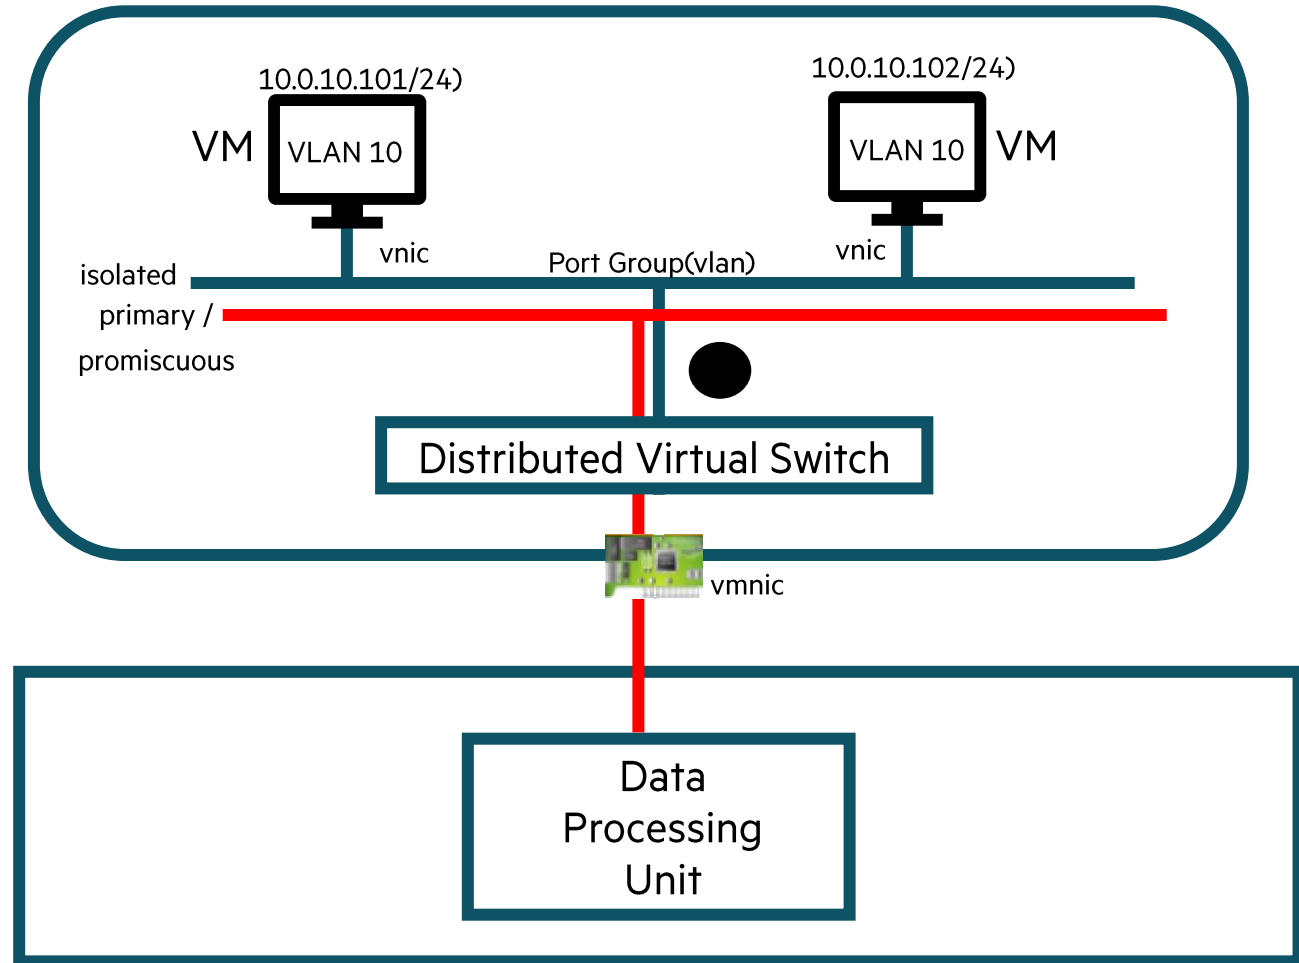 10.0.10.101/24)
10.0.10.102/24)
VM
VLAN 10
VLAN 10
VM
vnic
vnic
Port Group(vlan)
isolated
primary /
promiscuous
Distributed Virtual Switch
vmnic
Data
Processing
Unit